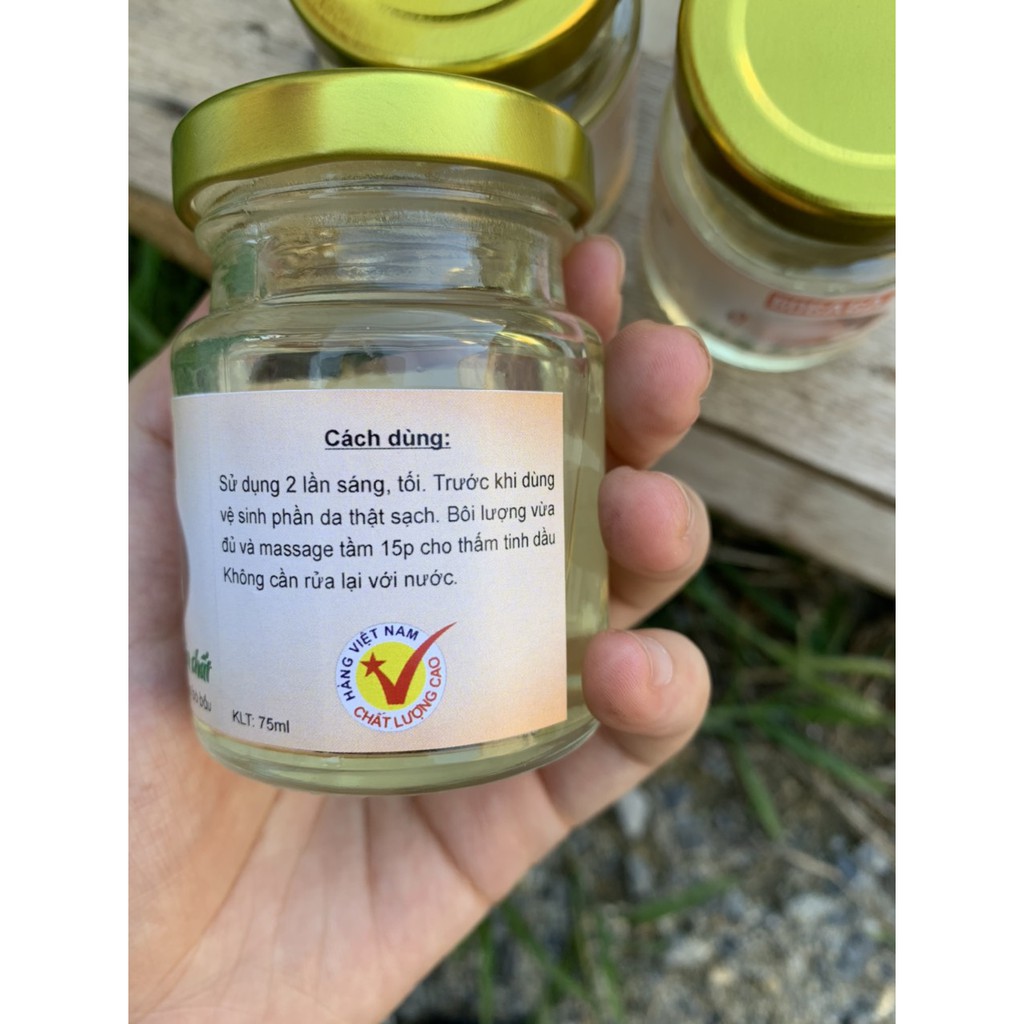 Cách dùng:
Sử dụng 2 lần sáng, tối. Trước khi dùng
vệ sinh phần da thật sạch. Bôi lượng vừa
đủ và massage tầm 15p cho thấm tinh dầu
Không cần rửa lại với nước.
HÀNG VIỆT NAM
CHẤT LƯỢNG CAO
chất
KLT: 75ml